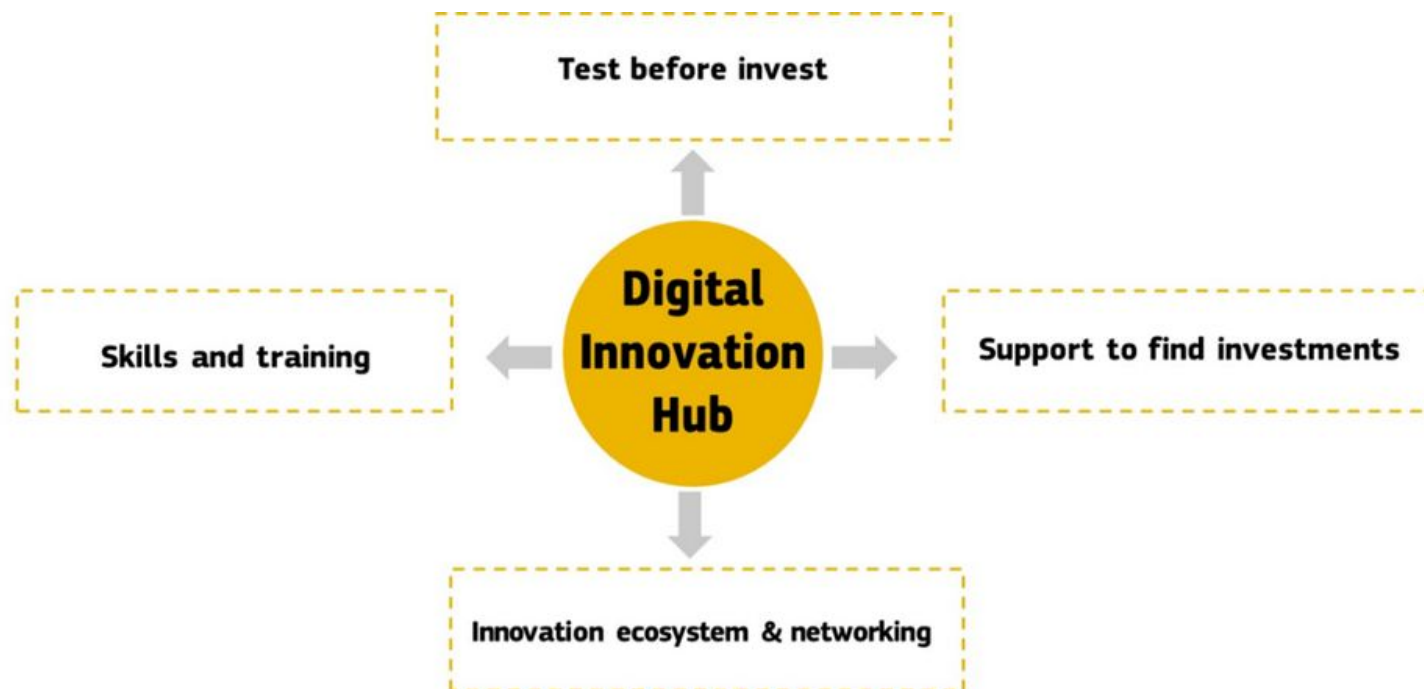 Test before invest
Digital
Innovation
Hub
Skills and training
Support to find investments
Innovation ecosystem & networking